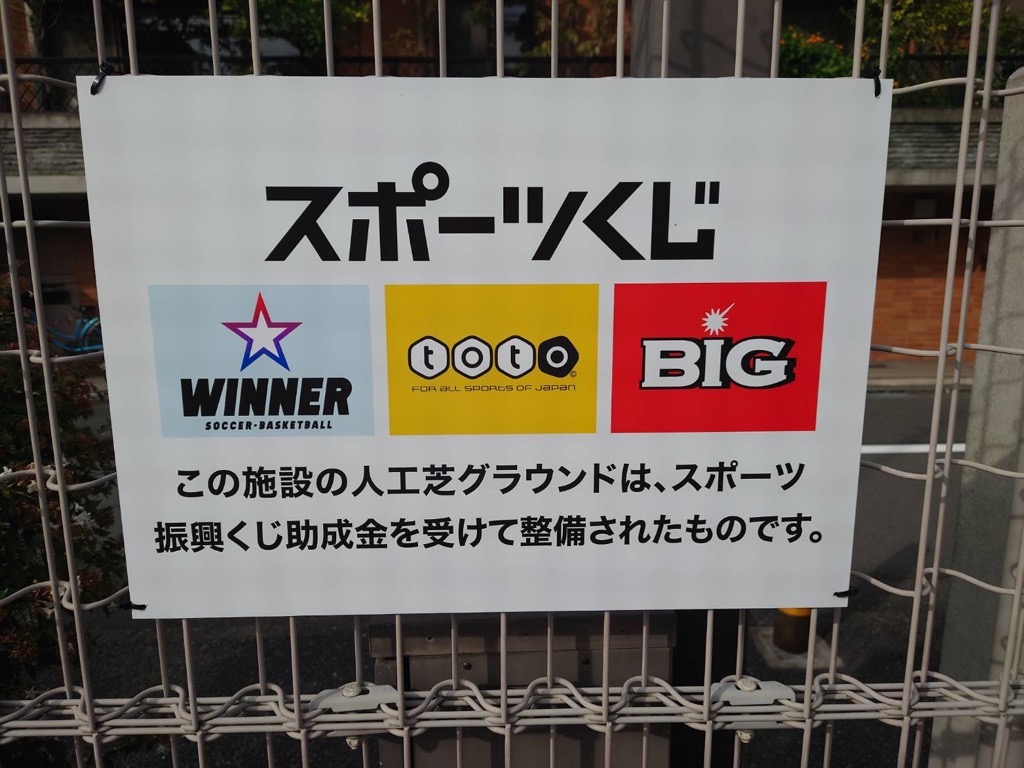 スポーツくじ
WINNER
SOCCER・BASKETBALL
toto
FOR ALL SPORTS OF JAPAN
BIG
この施設の人工芝グラウンドは、スポーツ
振興くじ助成金を受けて整備されたものです。